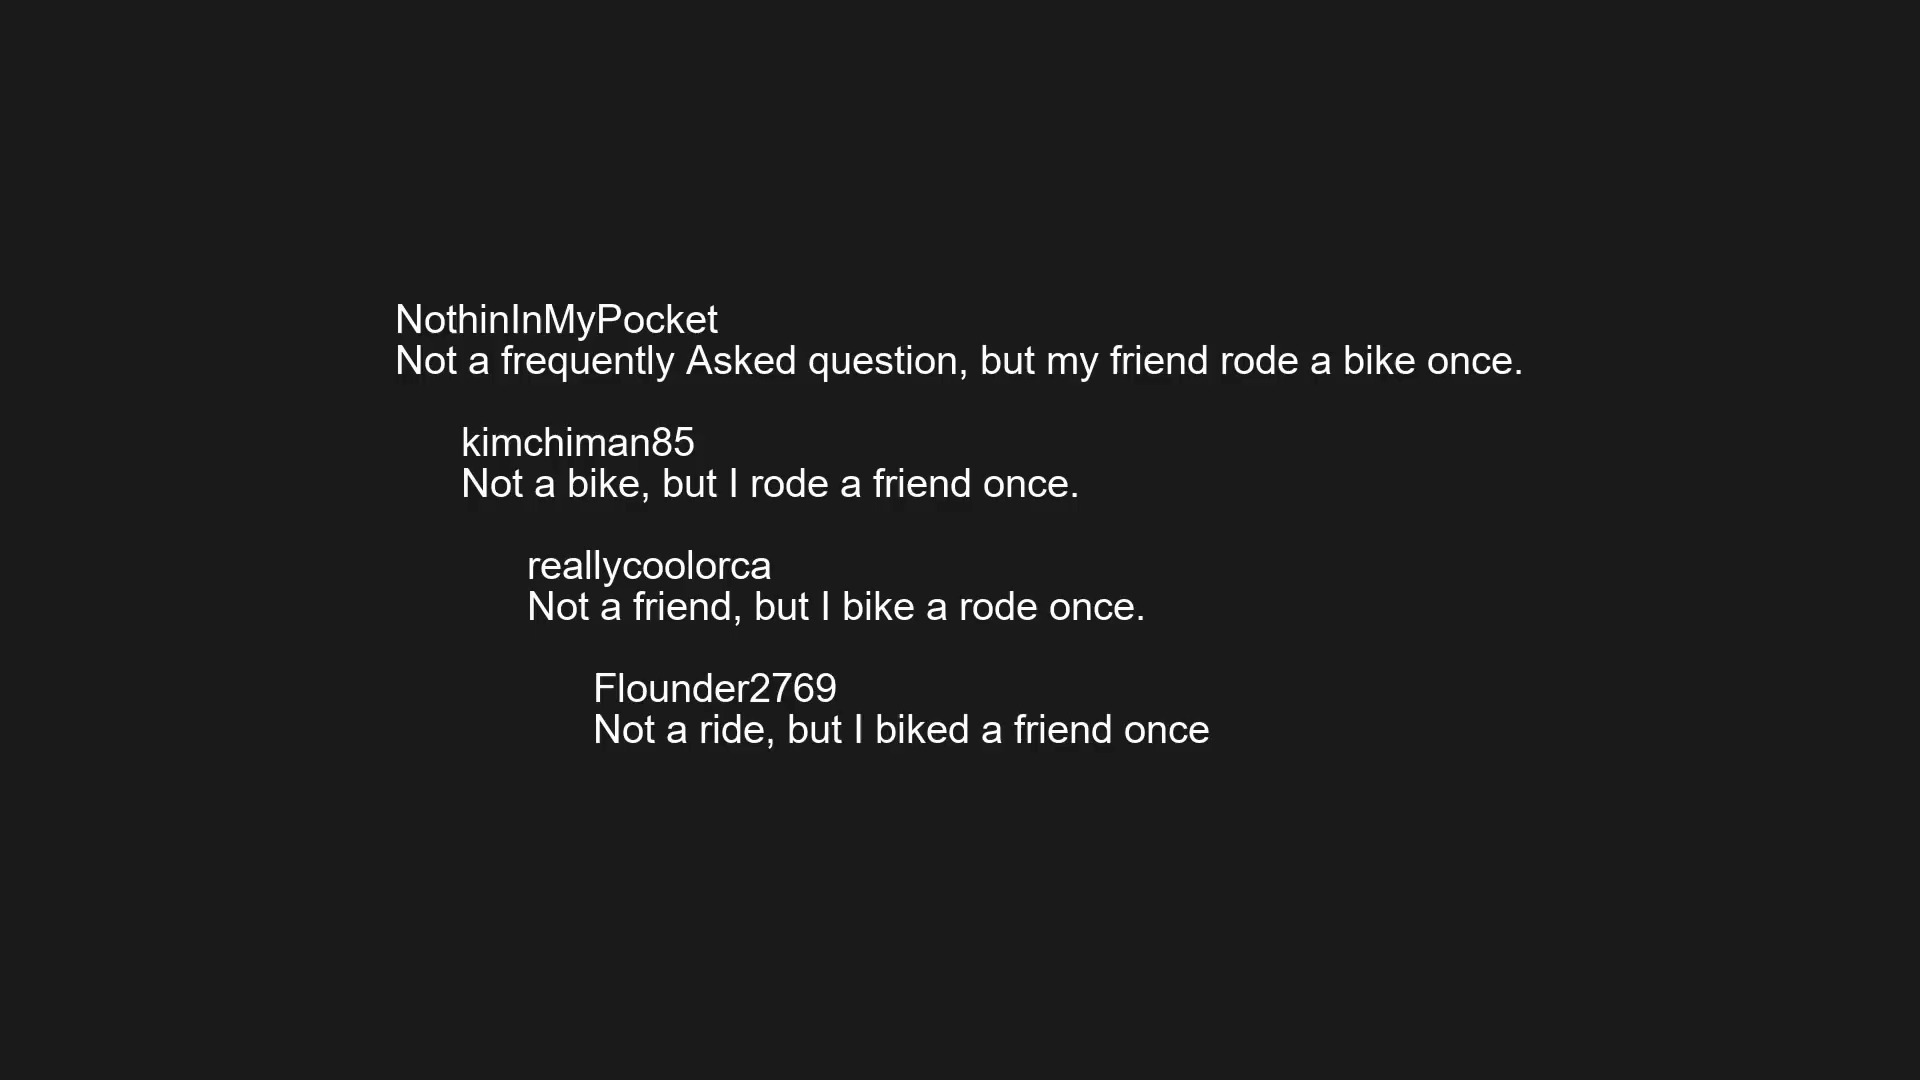 NothinInMyPocket
Not a frequently Asked question, but my friend rode a bike once.
kimchiman85
Not a bike, but I rode a friend once.
reallycoolorca
Not a friend, but I bike a rode once.
Flounder2769
Not a ride, but I biked a friend once